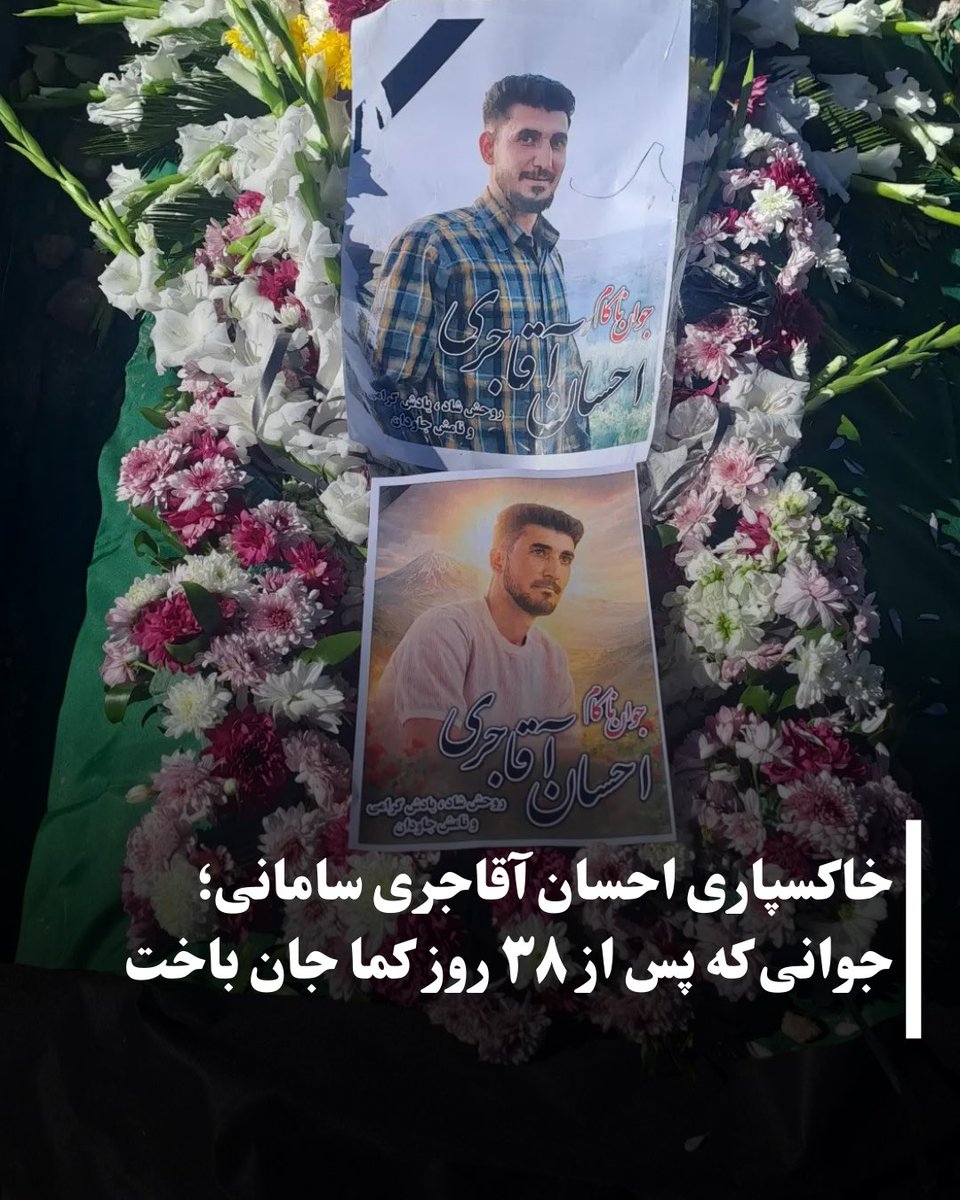 جوان ناکام
احسان آقاجری
روحش شاد ، یادش گرامی
و نامش جاودان
جوان ناکام
احسان آقاجری
روحش شاد ، یادش گرامی
و نامش جاودان
خاکسپاری احسان آقاجری سامانی؛
جوانی که پس از ۳۸ روز کما جان باخت